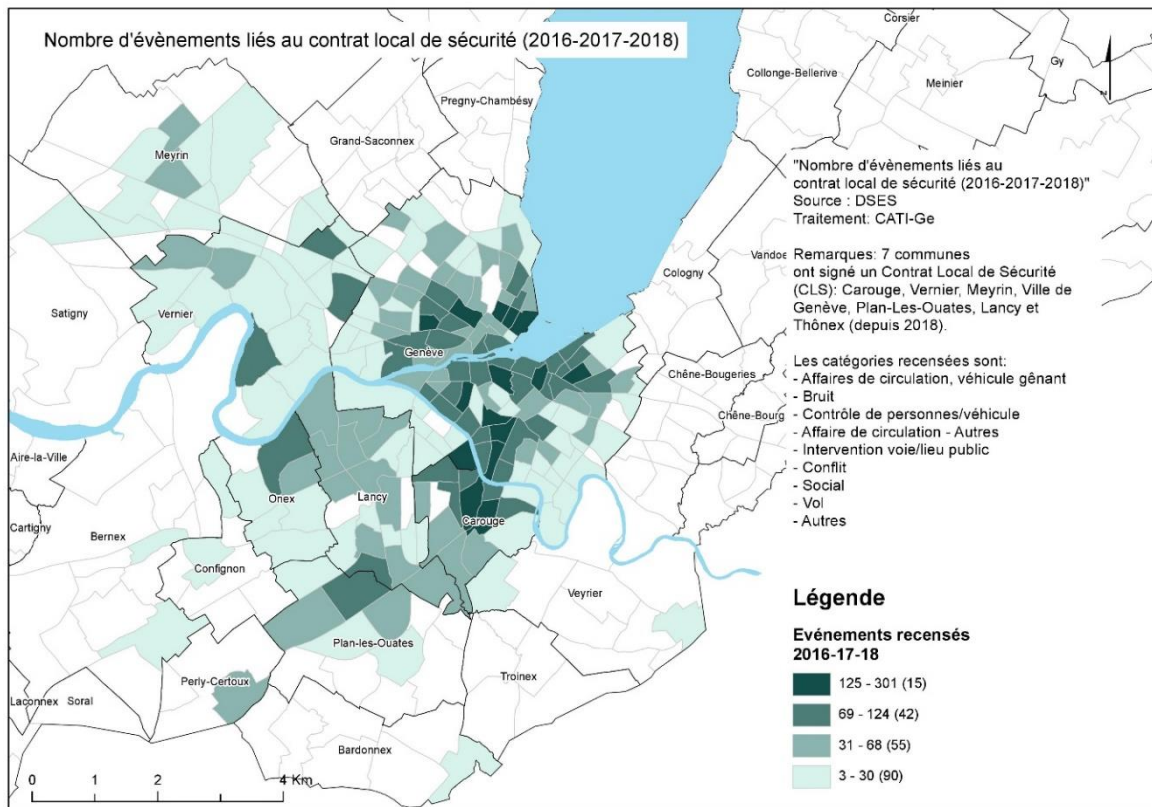 Nombre d'évènements liés au contrat local de sécurité (2016-2017-2018)
Corsier
Collonge-Bellerive
Gy
Meinier
Pregny-Chambésy
Grand-Saconnex
Meyrin
"Nombre d'évènements liés au
contrat local de sécurité (2016-2017-2018)"
Source : DSES
Traitement: CATI-Ge
Remarques: 7 communes
ont signé un Contrat Local de Sécurité
(CLS): Carouge, Vernier, Meyrin, Ville de
Genève, Plan-Les-Ouates, Lancy et
Thônex (depuis 2018).
Les catégories recensées sont:
- Affaires de circulation, véhicule gênant
- Bruit
- Contrôle de personnes/véhicule
- Affaire de circulation - Autres
- Intervention voie/lieu public
- Conflit
- Social
- Vol
- Autres
Vandoe
Cologny
Satigny
Vernier
Genève
Chêne-Bougeries
Chêne-Bourg
Aire-la-Ville
Onex
Lancy
Carouge
Cartigny
Bernex
Confignon
Veyrier
Plan-les-Ouates
Perly-Certoux
Troinex
Laconnex
Soral
Bardonnex
Légende
Evénements recensés
2016-17-18
125 - 301 (15)
69 - 124 (42)
31 - 68 (55)
3 - 30 (90)
0 1 2 4 Km